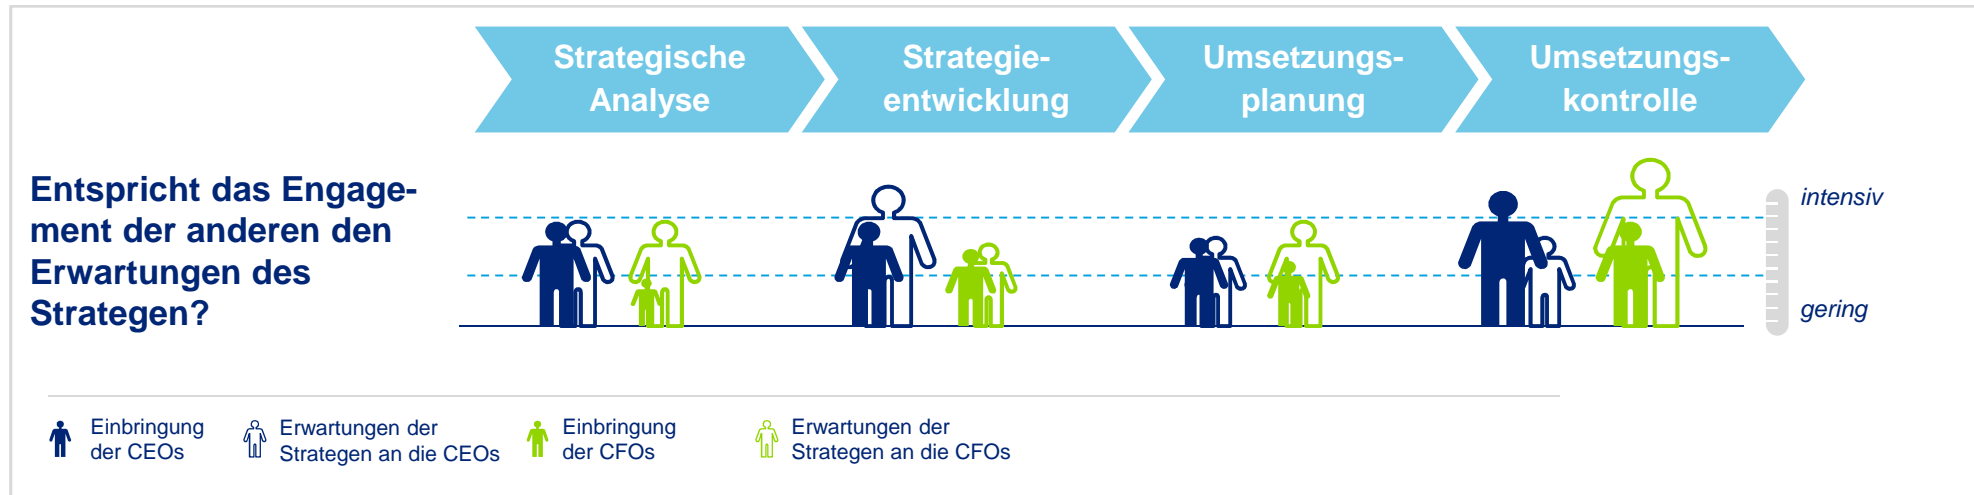 Strategische
Analyse
Strategie-
entwicklung
Umsetzungs-
planung
Umsetzungs-
kontrolle
Entspricht das Engage-
ment der anderen den
Erwartungen des
Strategen?
intensiv
gering
Einbringung
der CEOs
Erwartungen der
Strategen an die CEOs
Einbringung
der CFOs
Erwartungen der
Strategen an die CFOs